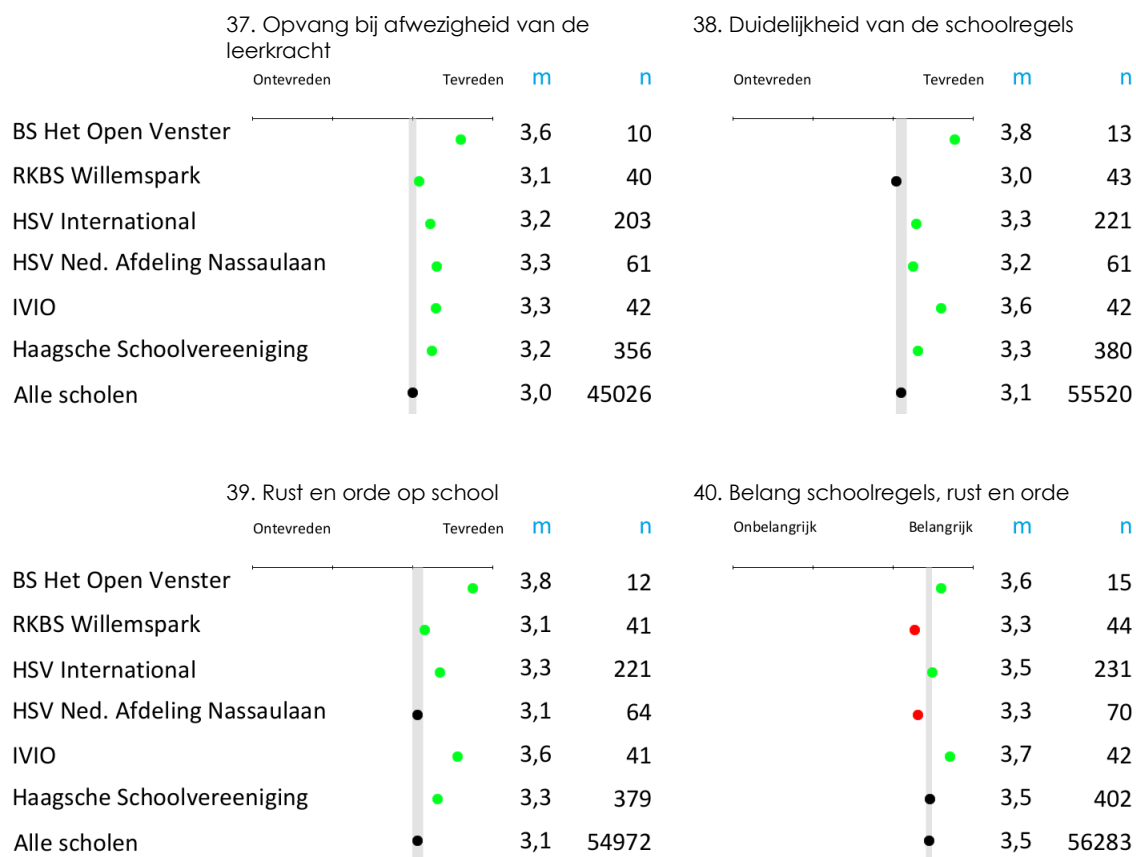 37. Opvang bij afwezigheid van de
leerkracht
Ontevreden Tevreden m n
BS Het Open Venster 3,6 10
RKBS Willemspark 3,1 40
HSV International 3,2 203
HSV Ned. Afdeling Nassaulaan 3,3 61
IVIO 3,3 42
Haagsche Schoolvereeniging 3,2 356
Alle scholen 3,0 45026
38. Duidelijkheid van de schoolregels
Ontevreden Tevreden m n
3,8 13
3,0 43
3,3 221
3,2 61
3,6 42
3,3 380
3,1 55520
39. Rust en orde op school
Ontevreden Tevreden m n
BS Het Open Venster 3,8 12
RKBS Willemspark 3,1 41
HSV International 3,3 221
HSV Ned. Afdeling Nassaulaan 3,1 64
IVIO 3,6 41
Haagsche Schoolvereeniging 3,3 379
Alle scholen 3,1 54972
40. Belang schoolregels, rust en orde
Onbelangrijk Belangrijk m n
3,6 15
3,3 44
3,5 231
3,3 70
3,7 42
3,5 402
3,5 56283